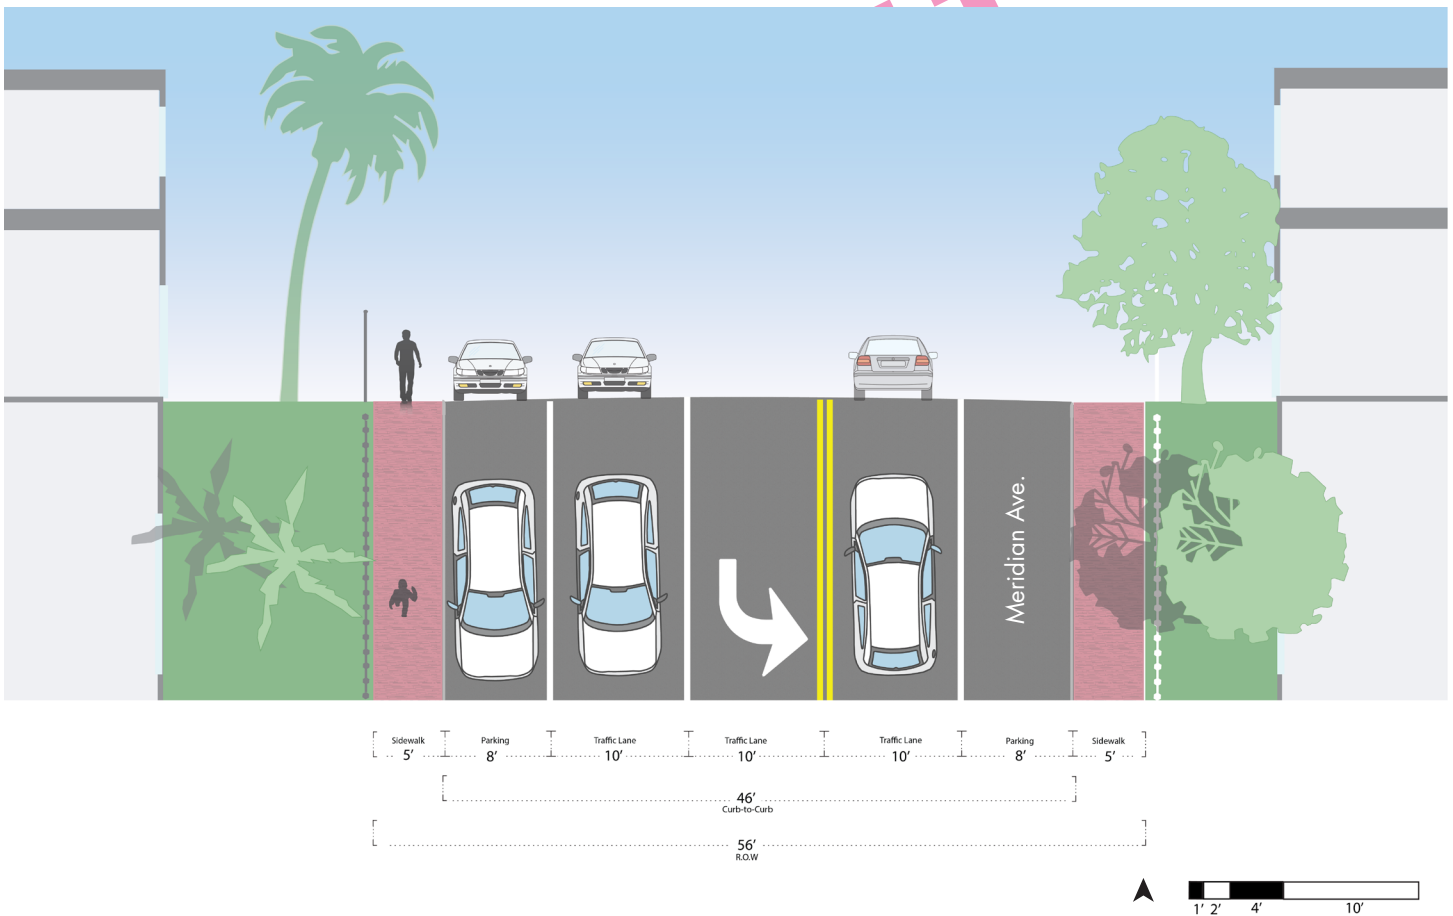 Meridian Ave.
Sidewalk Parking Traffic Lane Traffic Lane Traffic Lane Parking Sidewalk
5’ 8’ 10’ 10’ 10’ 8’ 5’
46’
Curb-to-Curb
56’
R.O.W
1’ 2’ 4’ 10’